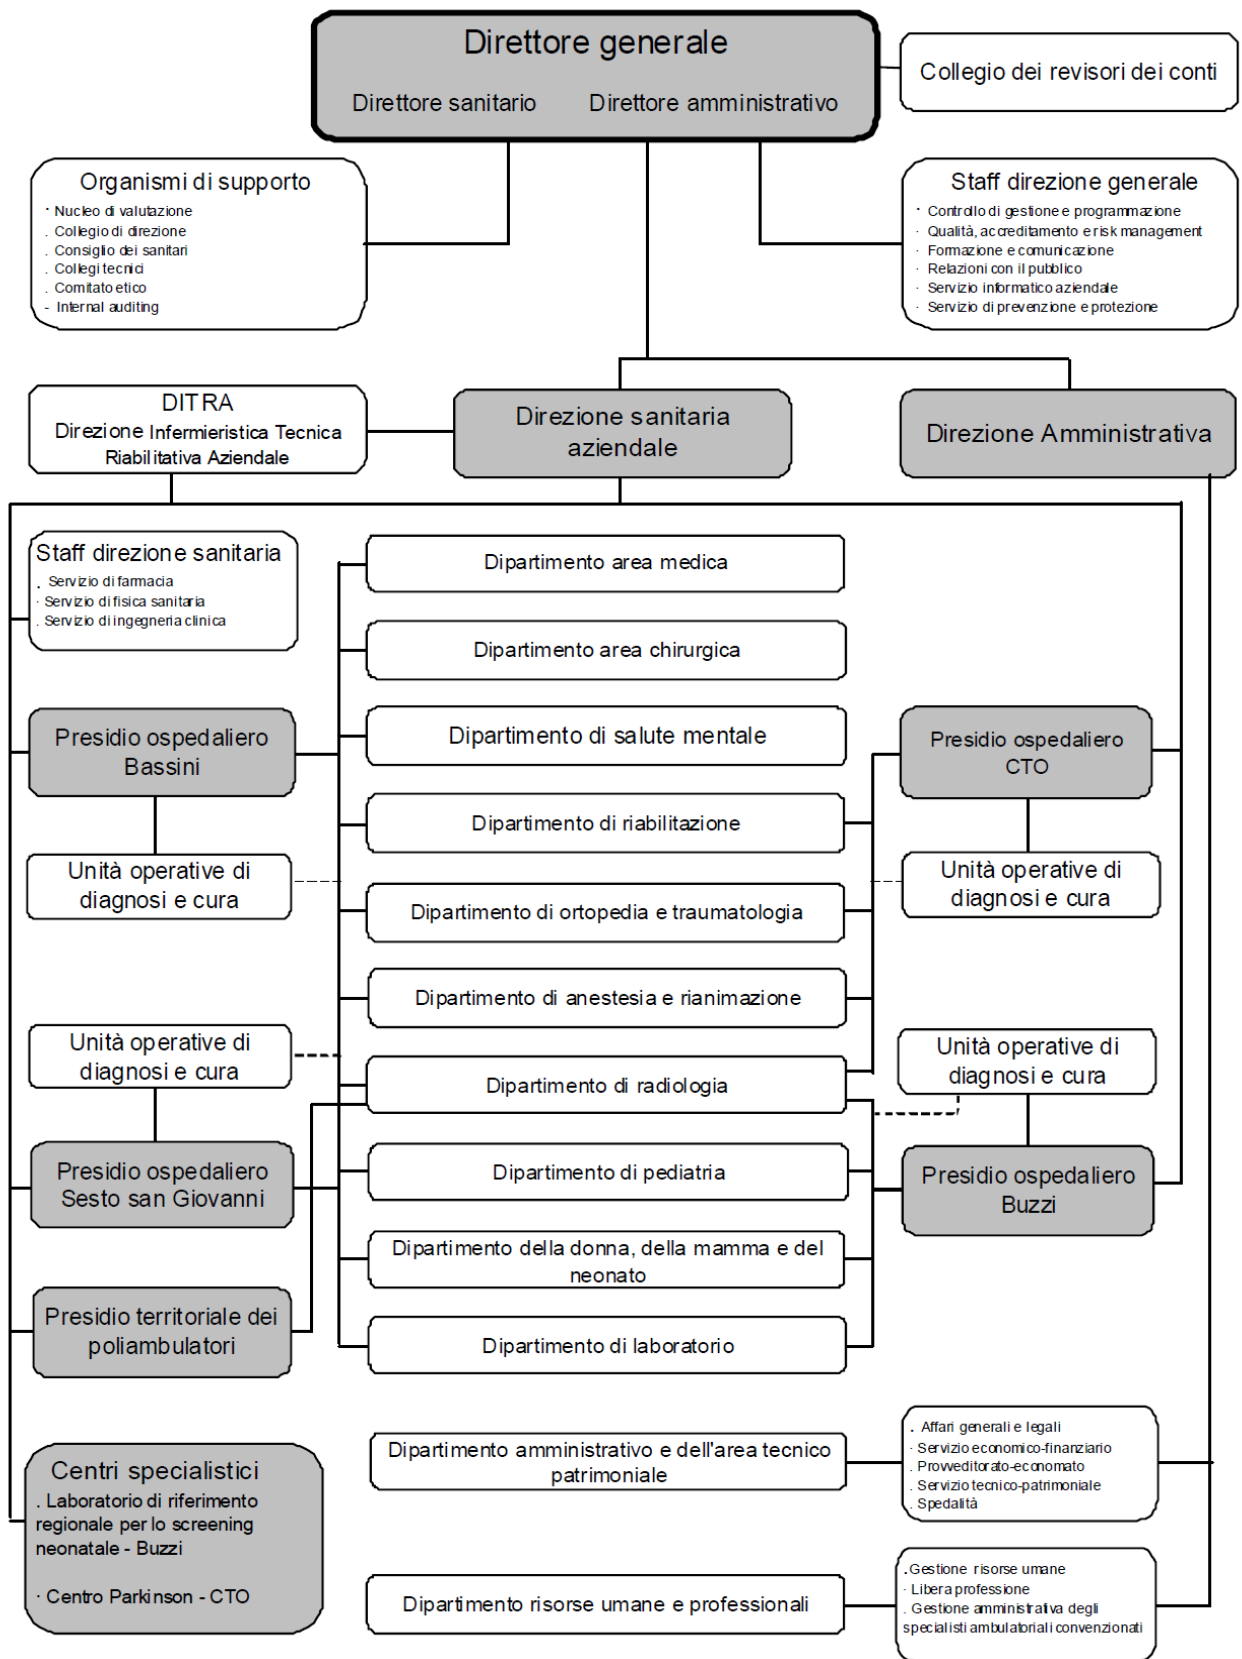 Direttore generale
Direttore sanitario Direttore amministrativo
Collegio dei revisori dei conti
Organismi di supporto
· Nucleo di valutazione
. Collegio di direzione
. Consiglio dei sanitari
. Collegi tecnici
. Comitato etico
- Internal auditing
Staff direzione generale
· Controllo di gestione e programmazione
· Qualità, accreditamento e risk management
· Formazione e comunicazione
· Relazioni con il pubblico
· Servizio informatico aziendale
· Servizio di prevenzione e protezione
DITRA
Direzione Infermieristica Tecnica
Riabilitativa Aziendale
Direzione sanitaria
aziendale
Direzione Amministrativa
Staff direzione sanitaria
. Servizio di farmacia
· Servizio di fisica sanitaria
. Servizio di ingegneria clinica
Dipartimento area medica
Dipartimento area chirurgica
Presidio ospedaliero
Bassini
Dipartimento di salute mentale
Presidio ospedaliero
CTO
Dipartimento di riabilitazione
Unità operative di
diagnosi e cura
Dipartimento di ortopedia e traumatologia
Unità operative di
diagnosi e cura
Dipartimento di anestesia e rianimazione
Unità operative di
diagnosi e cura
Dipartimento di radiologia
Unità operative di
diagnosi e cura
Presidio ospedaliero
Sesto san Giovanni
Dipartimento di pediatria
Presidio ospedaliero
Buzzi
Dipartimento della donna, della mamma e del
neonato
Presidio territoriale dei
poliambulatori
Dipartimento di laboratorio
Centri specialistici
. Laboratorio di riferimento
regionale per lo screening
neonatale - Buzzi
· Centro Parkinson - CTO
Dipartimento amministrativo e dell'area tecnico
patrimoniale
. Affari generali e legali
· Servizio economico-finanziario
. Provveditorato-economato
. Servizio tecnico-patrimoniale
. Spedalità
Dipartimento risorse umane e professionali
.Gestione risorse umane
· Libera professione
. Gestione amministrativa degli
specialisti ambulatoriali convenzionati